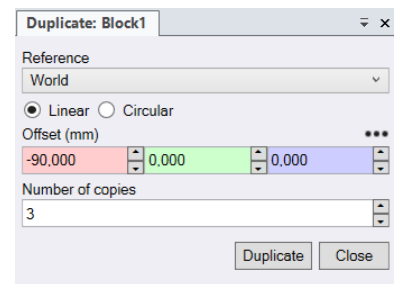 Duplicate: Block1
Reference
World
Linear Circular
Offset (mm)
-90,000 0,000 0,000
Number of copies
3
Duplicate Close